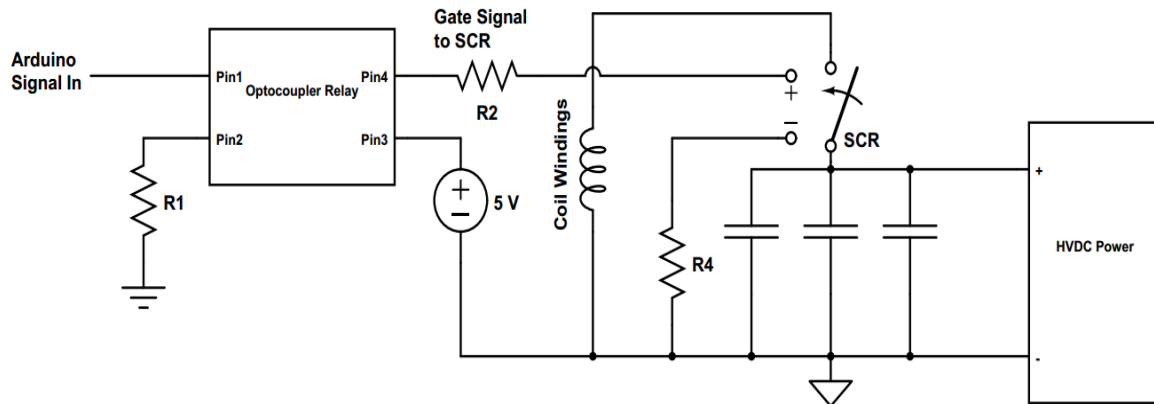 Gate Signal
to SCR
Arduino
Signal In
Pin1
Optocoupler Relay
Pin4
R2
+
−
SCR
Pin2
Pin3
R1
+
−
5 V
Coil Windings
R4
+
HVDC Power
-